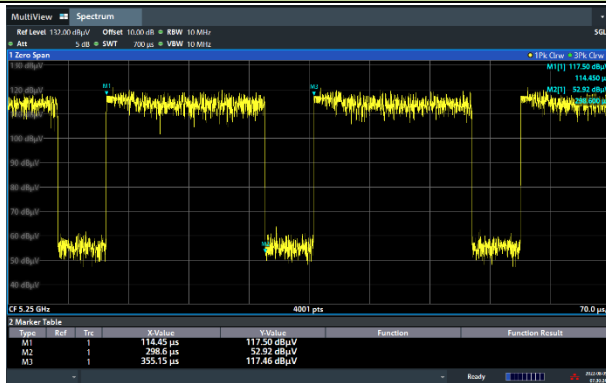 MultiView Spectrum
Ref Level 132.00 dBµV Offset 10.00 dB RBW 10 MHz SGL
Att 5 dB SWT 700 µs VBW 10 MHz
1 Zero Span 1Pk Clrw 3Pk Clrw
130 dBµV M1[1] 117.50 dBµV
114.450 µ
120 dBµV M1 M3 M2[1] 52.92 dBµV
298.600 µ
100 dBµV
90 dBµV
80 dBµV
70 dBµV
60 dBµV
40 dBµV
CF 5.25 GHz 4001 pts 70.0 µs
2 Marker Table
Type Ref Trc X-Value Y-Value Function Function Result
M1 1 114.45 µs 117.50 dBµV
M2 1 298.6 µs 52.92 dBµV
M3 1 355.15 µs 117.46 dBµV
Ready